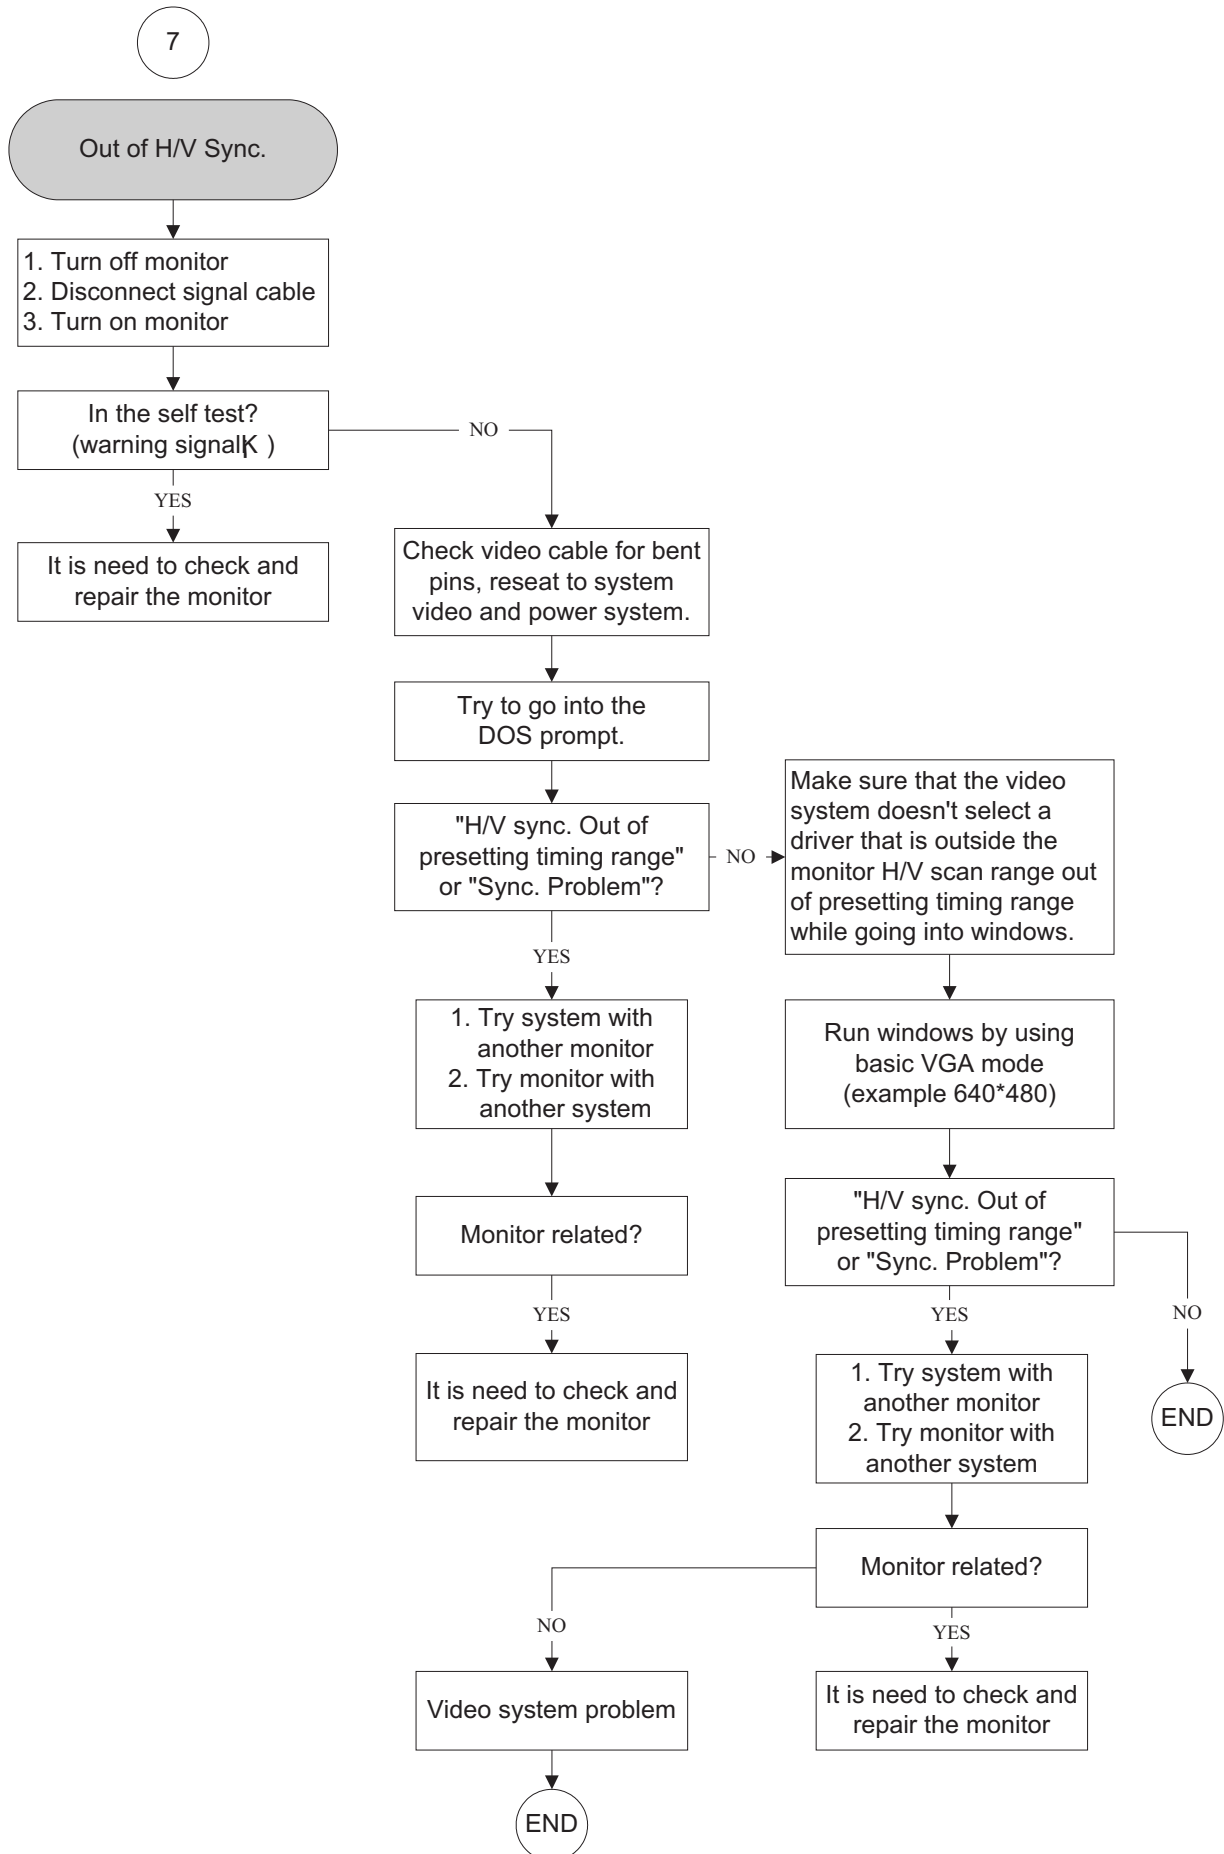 7
Out of H/V Sync.
1. Turn off monitor
2. Disconnect signal cable
3. Turn on monitor
In the self test?
(warning signalK )
NO
YES
It is need to check and
repair the monitor
Check video cable for bent
pins, reseat to system
video and power system.
Try to go into the
DOS prompt.
"H/V sync. Out of
presetting timing range"
or "Sync. Problem"?
NO
Make sure that the video
system doesn't select a
driver that is outside the
monitor H/V scan range out
of presetting timing range
while going into windows.
YES
1. Try system with
another monitor
2. Try monitor with
another system
Run windows by using
basic VGA mode
(example 640*480)
Monitor related?
"H/V sync. Out of
presetting timing range"
or "Sync. Problem"?
YES
YES
NO
It is need to check and
repair the monitor
1. Try system with
another monitor
2. Try monitor with
another system
END
Monitor related?
NO
YES
Video system problem
It is need to check and
repair the monitor
END